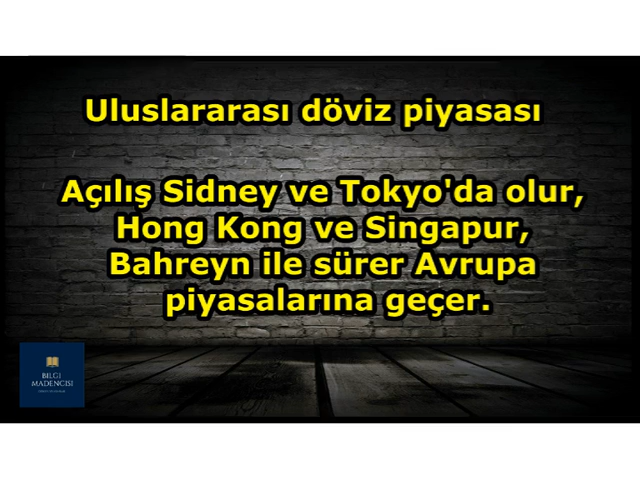 Uluslararası döviz piyasası
Açılış Sidney ve Tokyo'da olur,
Hong Kong ve Singapur,
Bahreyn ile sürer Avrupa
piyasalarına geçer.
BILGI
MADENCISI